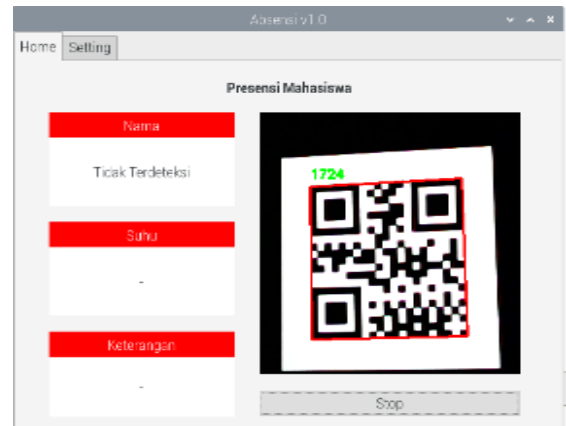 Absensi v1.0
Home Setting
Presensi Mahasiswa
Nama
Tidak Terdeteksi
Suhu
-
Keterangan
-
1724
Stop